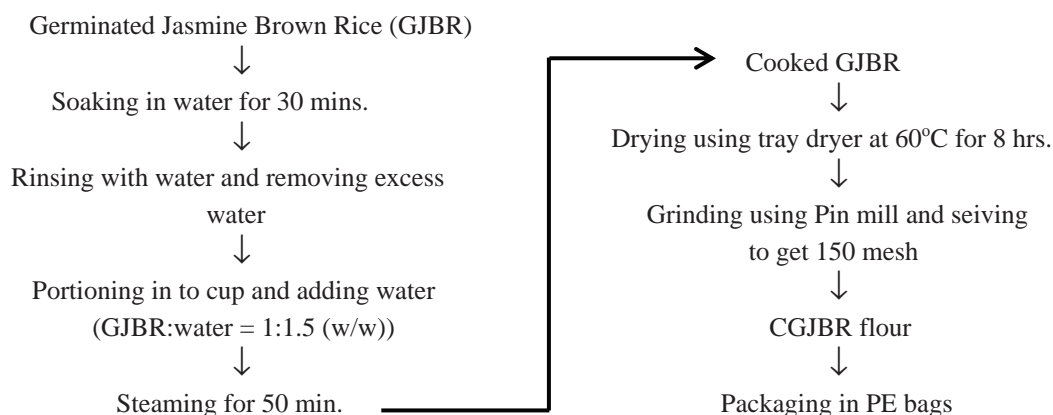 Germinated Jasmine Brown Rice (GJBR)
↓
Soaking in water for 30 mins.
↓
Rinsing with water and removing excess
water
↓
Portioning in to cup and adding water
(GJBR:water = 1:1.5 (w/w))
↓
Steaming for 50 min.
Cooked GJBR
↓
Drying using tray dryer at 60°C for 8 hrs.
↓
Grinding using Pin mill and seiving
to get 150 mesh
↓
CGJBR flour
↓
Packaging in PE bags